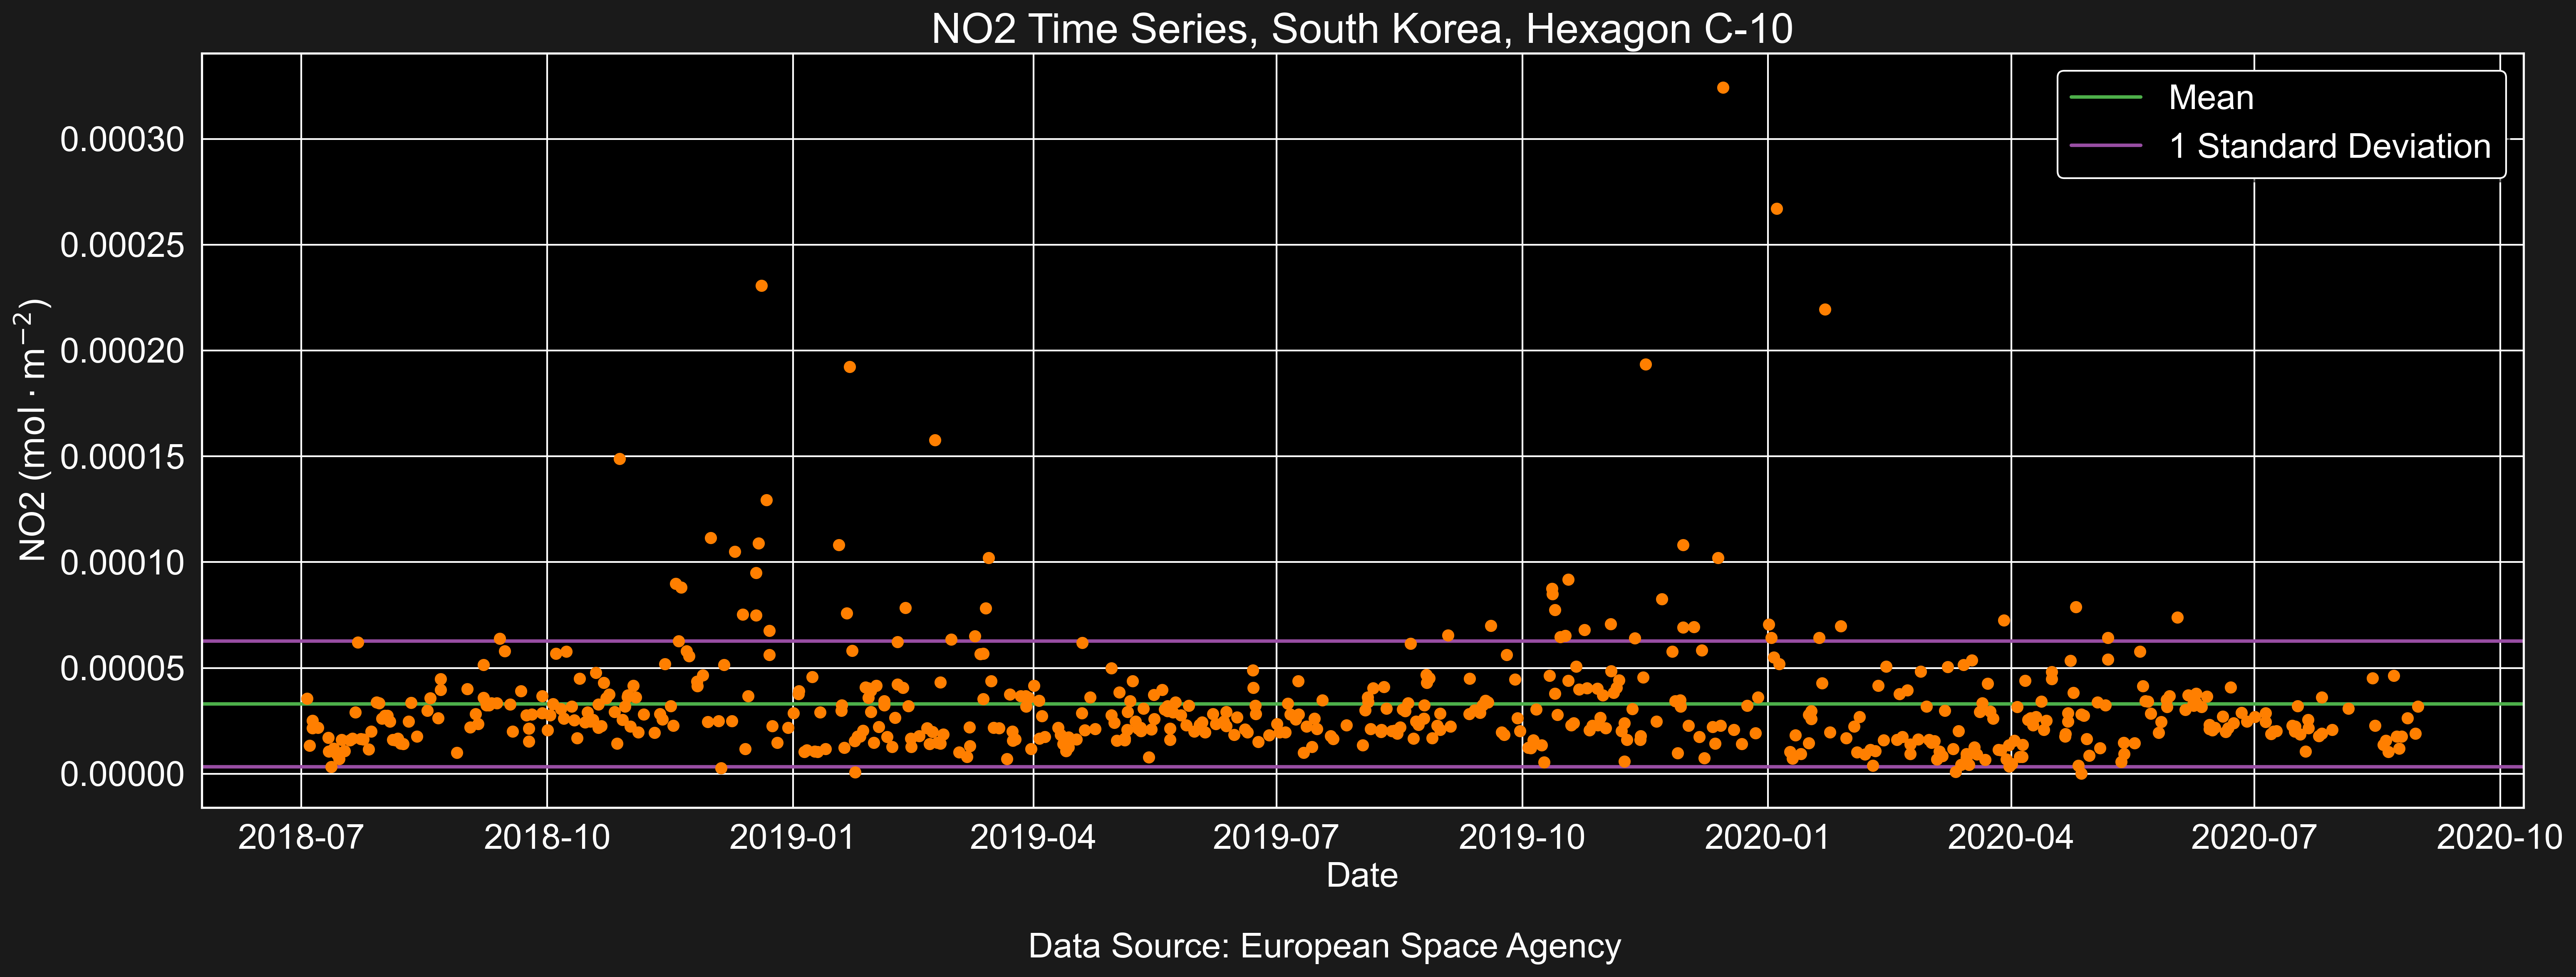 NO2 Time Series, South Korea, Hexagon C-10
Mean
1 Standard Deviation
NO2 (mol · m⁻²)
0.00030
0.00025
0.00020
0.00015
0.00010
0.00005
0.00000
2018-07 2018-10 2019-01 2019-04 2019-07 2019-10 2020-01 2020-04 2020-07 2020-10
Date
Data Source: European Space Agency